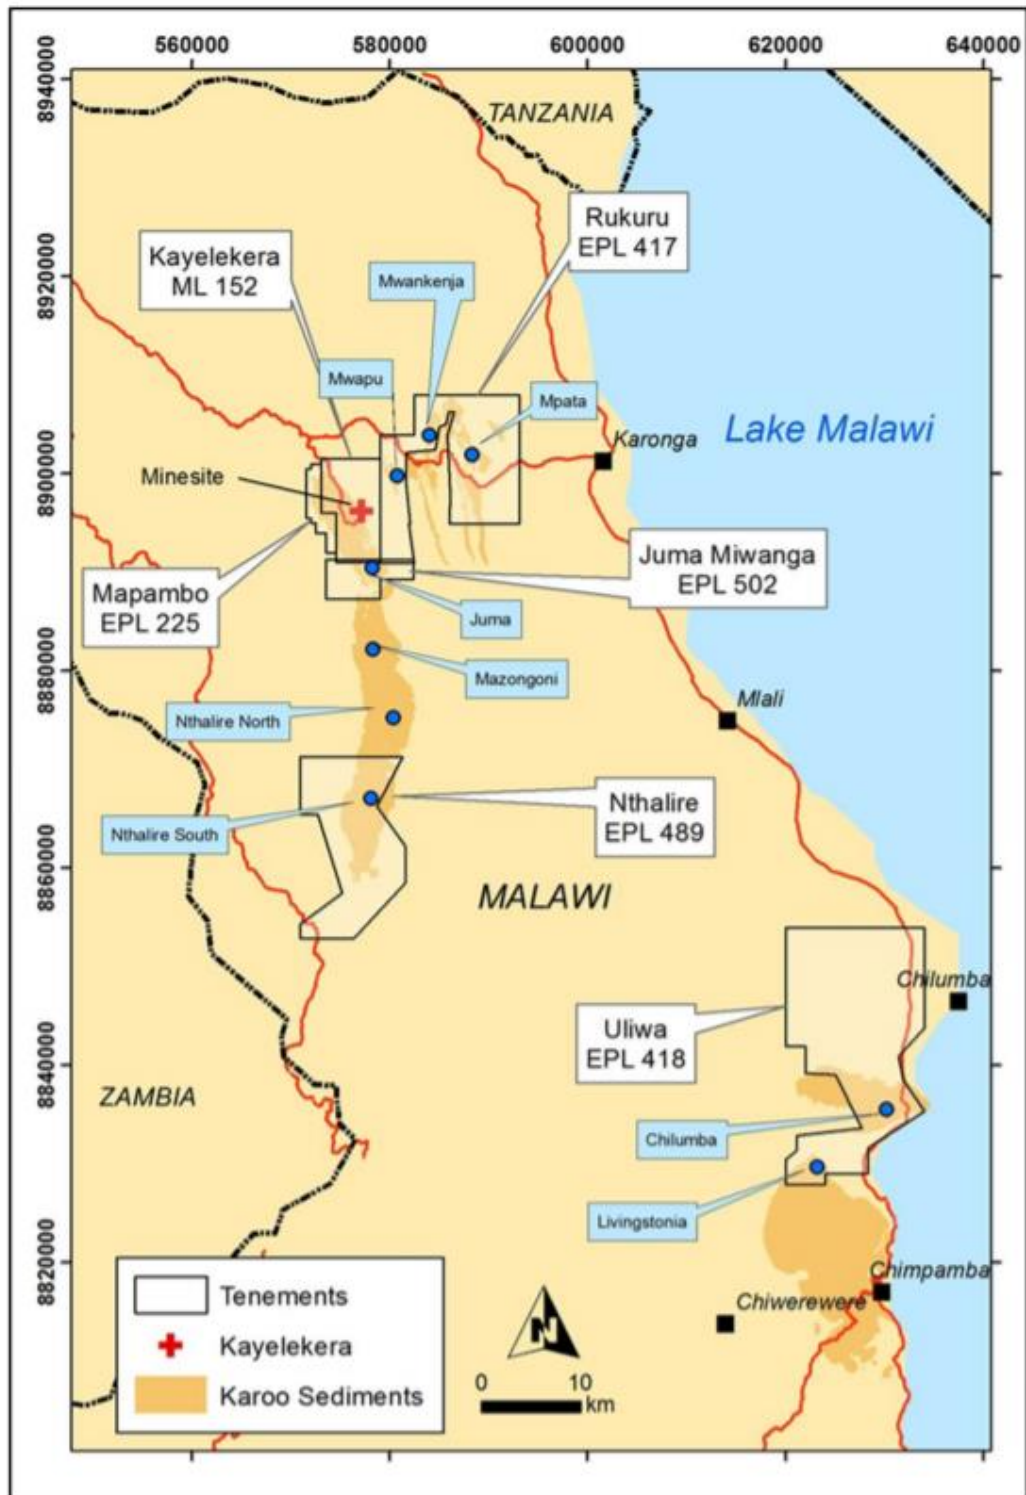 560000
580000
600000
620000
640000
8940000
8920000
8900000
8880000
8860000
8840000
8820000
TANZANIA
Rukuru
EPL 417
Kayelekera
ML 152
Mwankenja
Mwapu
Mpata
Lake Malawi
Karonga
Minesite
Juma Miwanga
EPL 502
Mapambo
EPL 225
Juma
Mazongoni
Mlali
Nthalire North
Nthalire
EPL 489
Nthalire South
MALAWI
Chilumba
Uliwa
EPL 418
ZAMBIA
Chilumba
Livingstonia
Chimpamba
Chiwerewere
Tenements
Kayelekera
Karoo Sediments
N
0 10
km